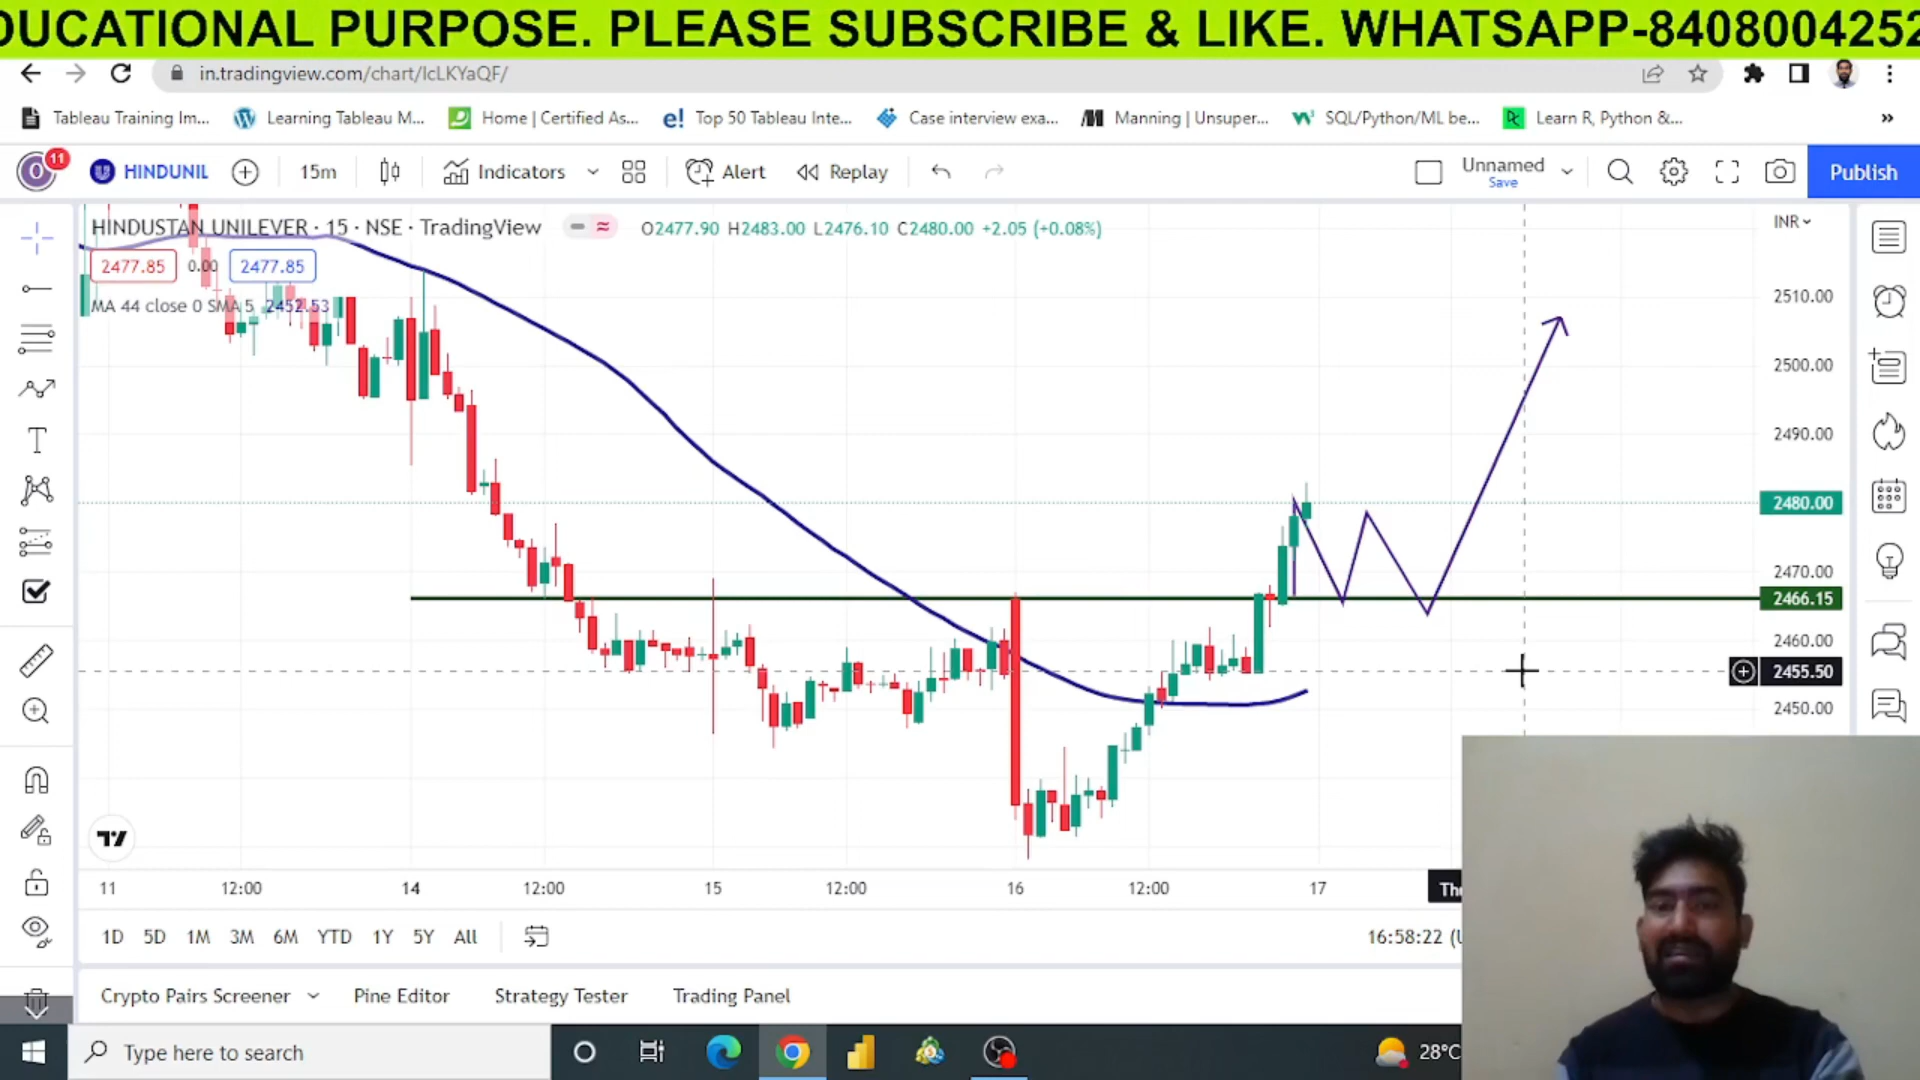 DUCATIONAL PURPOSE. PLEASE SUBSCRIBE & LIKE. WHATSAPP-8408004252
in.tradingview.com/chart/IcLKYaQF/
Tableau Training Im... Learning Tableau M... Home | Certified As... Top 50 Tableau Inte... Case interview exa... Manning | Unsuper... SQL/Python/ML be... Learn R, Python &... »
O 11 HINDUNIL 15m Indicators Alert Replay Unnamed Save Publish
HINDUSTAN UNILEVER · 15 · NSE · TradingView O2477.90 H2483.00 L2476.10 C2480.00 +2.05 (+0.08%) INR
2477.85 0.00 2477.85
MA 44 close 0 SMA 5 2452.53
2510.00
2500.00
2490.00
2480.00
2470.00
2466.15
2460.00
2455.50
2450.00
11 12:00 14 12:00 15 12:00 16 12:00 17 Th
1D 5D 1M 3M 6M YTD 1Y 5Y All 16:58:22 (U
Crypto Pairs Screener Pine Editor Strategy Tester Trading Panel
Type here to search 28°C